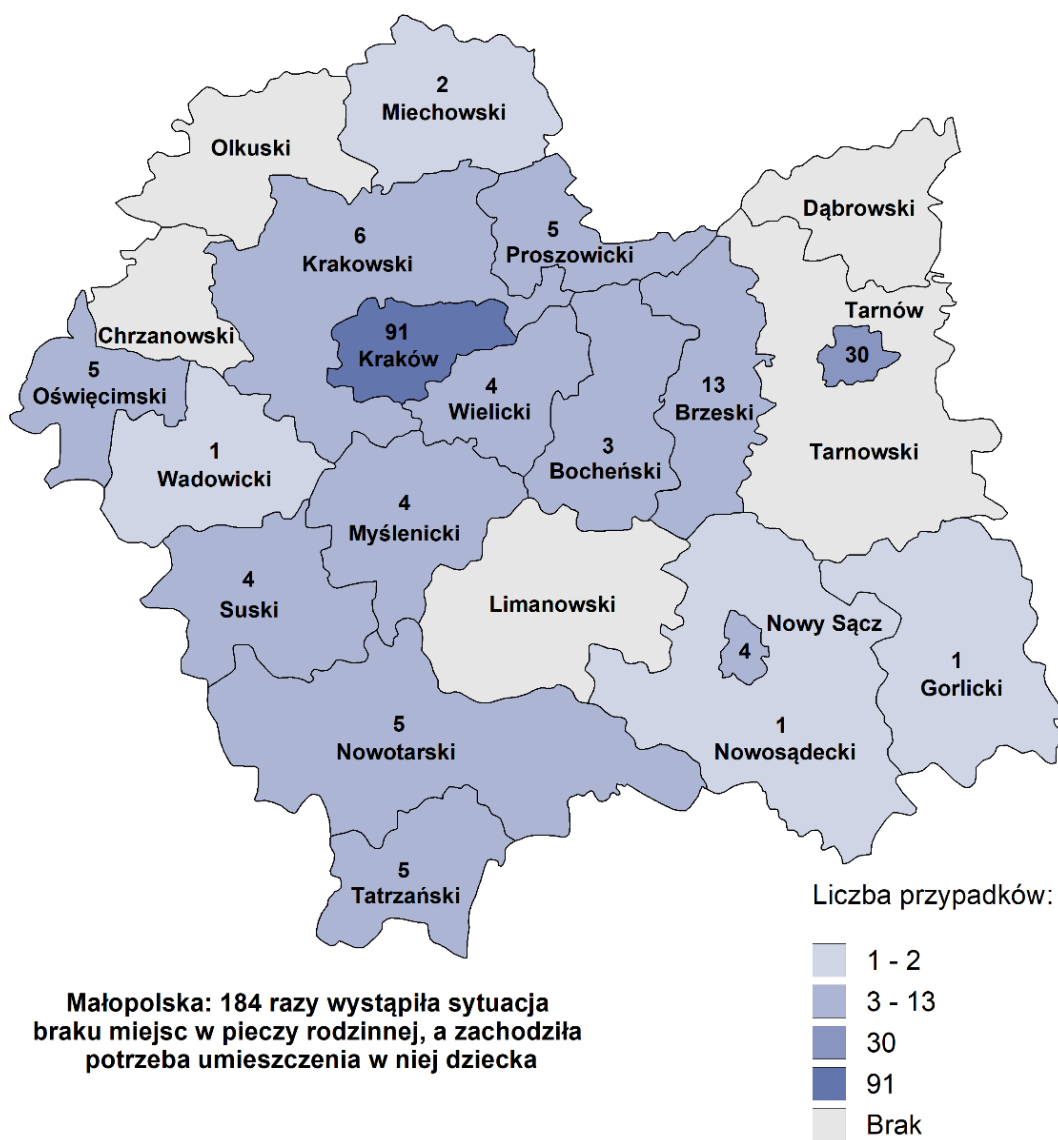 2
Miechowski
Olkuski
Dąbrowski
6
Krakowski
5
Proszowicki
Tarnów
30
Chrzanowski
91
Kraków
5
Oświęcimski
4
Wielicki
13
Brzeski
3
Bocheński
Tarnowski
1
Wadowicki
4
Myślenicki
4
Suski
Limanowski
Nowy Sącz
4
1
Gorlicki
5
Nowotarski
1
Nowosądecki
5
Tatrzański
Liczba przypadków:
1 - 2
3 - 13
30
91
Brak
Małopolska: 184 razy wystąpiła sytuacja
braku miejsc w pieczy rodzinnej, a zachodziła
potrzeba umieszczenia w niej dziecka